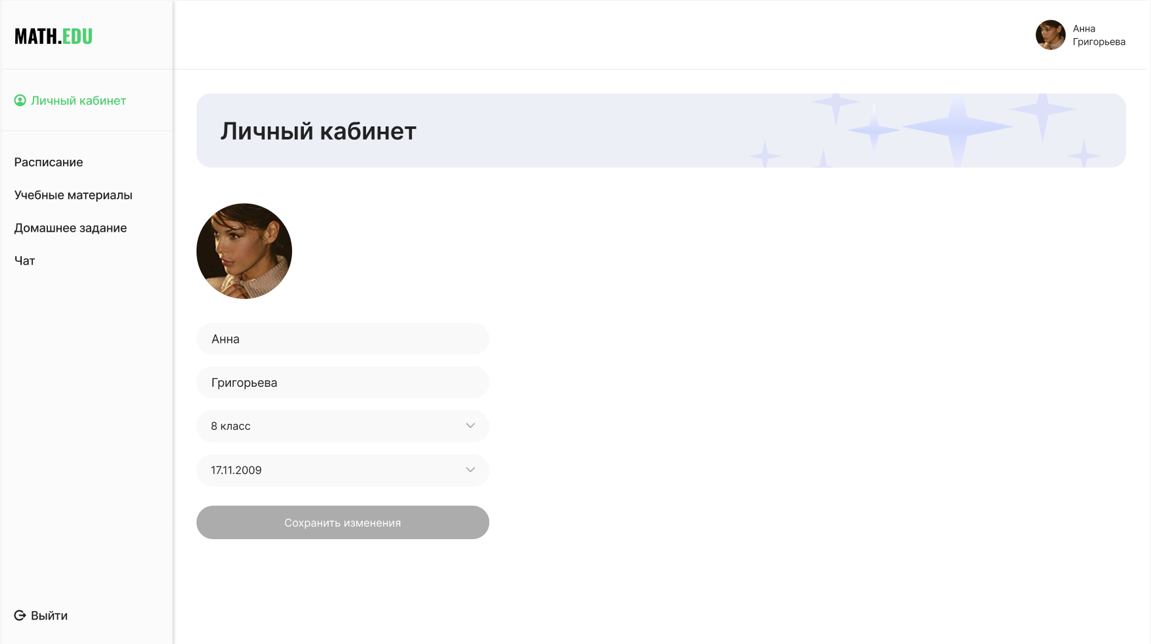 MATH.EDU
Анна
Григорьева
Личный кабинет
Расписание
Учебные материалы
Домашнее задание
Чат
Выйти
Личный кабинет
Анна
Григорьева
8 класс
17.11.2009
Сохранить изменения